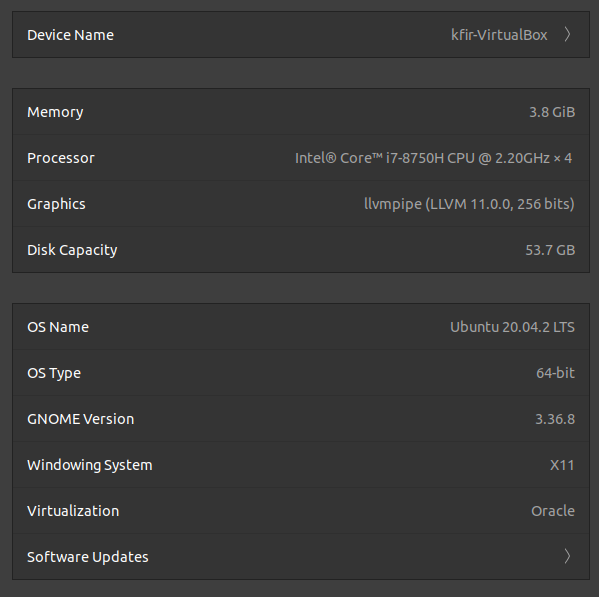 Device Name kfir-VirtualBox
Memory 3.8 GiB
Processor Intel® Core™ i7-8750H CPU @ 2.20GHz × 4
Graphics llvmpipe (LLVM 11.0.0, 256 bits)
Disk Capacity 53.7 GB
OS Name Ubuntu 20.04.2 LTS
OS Type 64-bit
GNOME Version 3.36.8
Windowing System X11
Virtualization Oracle
Software Updates